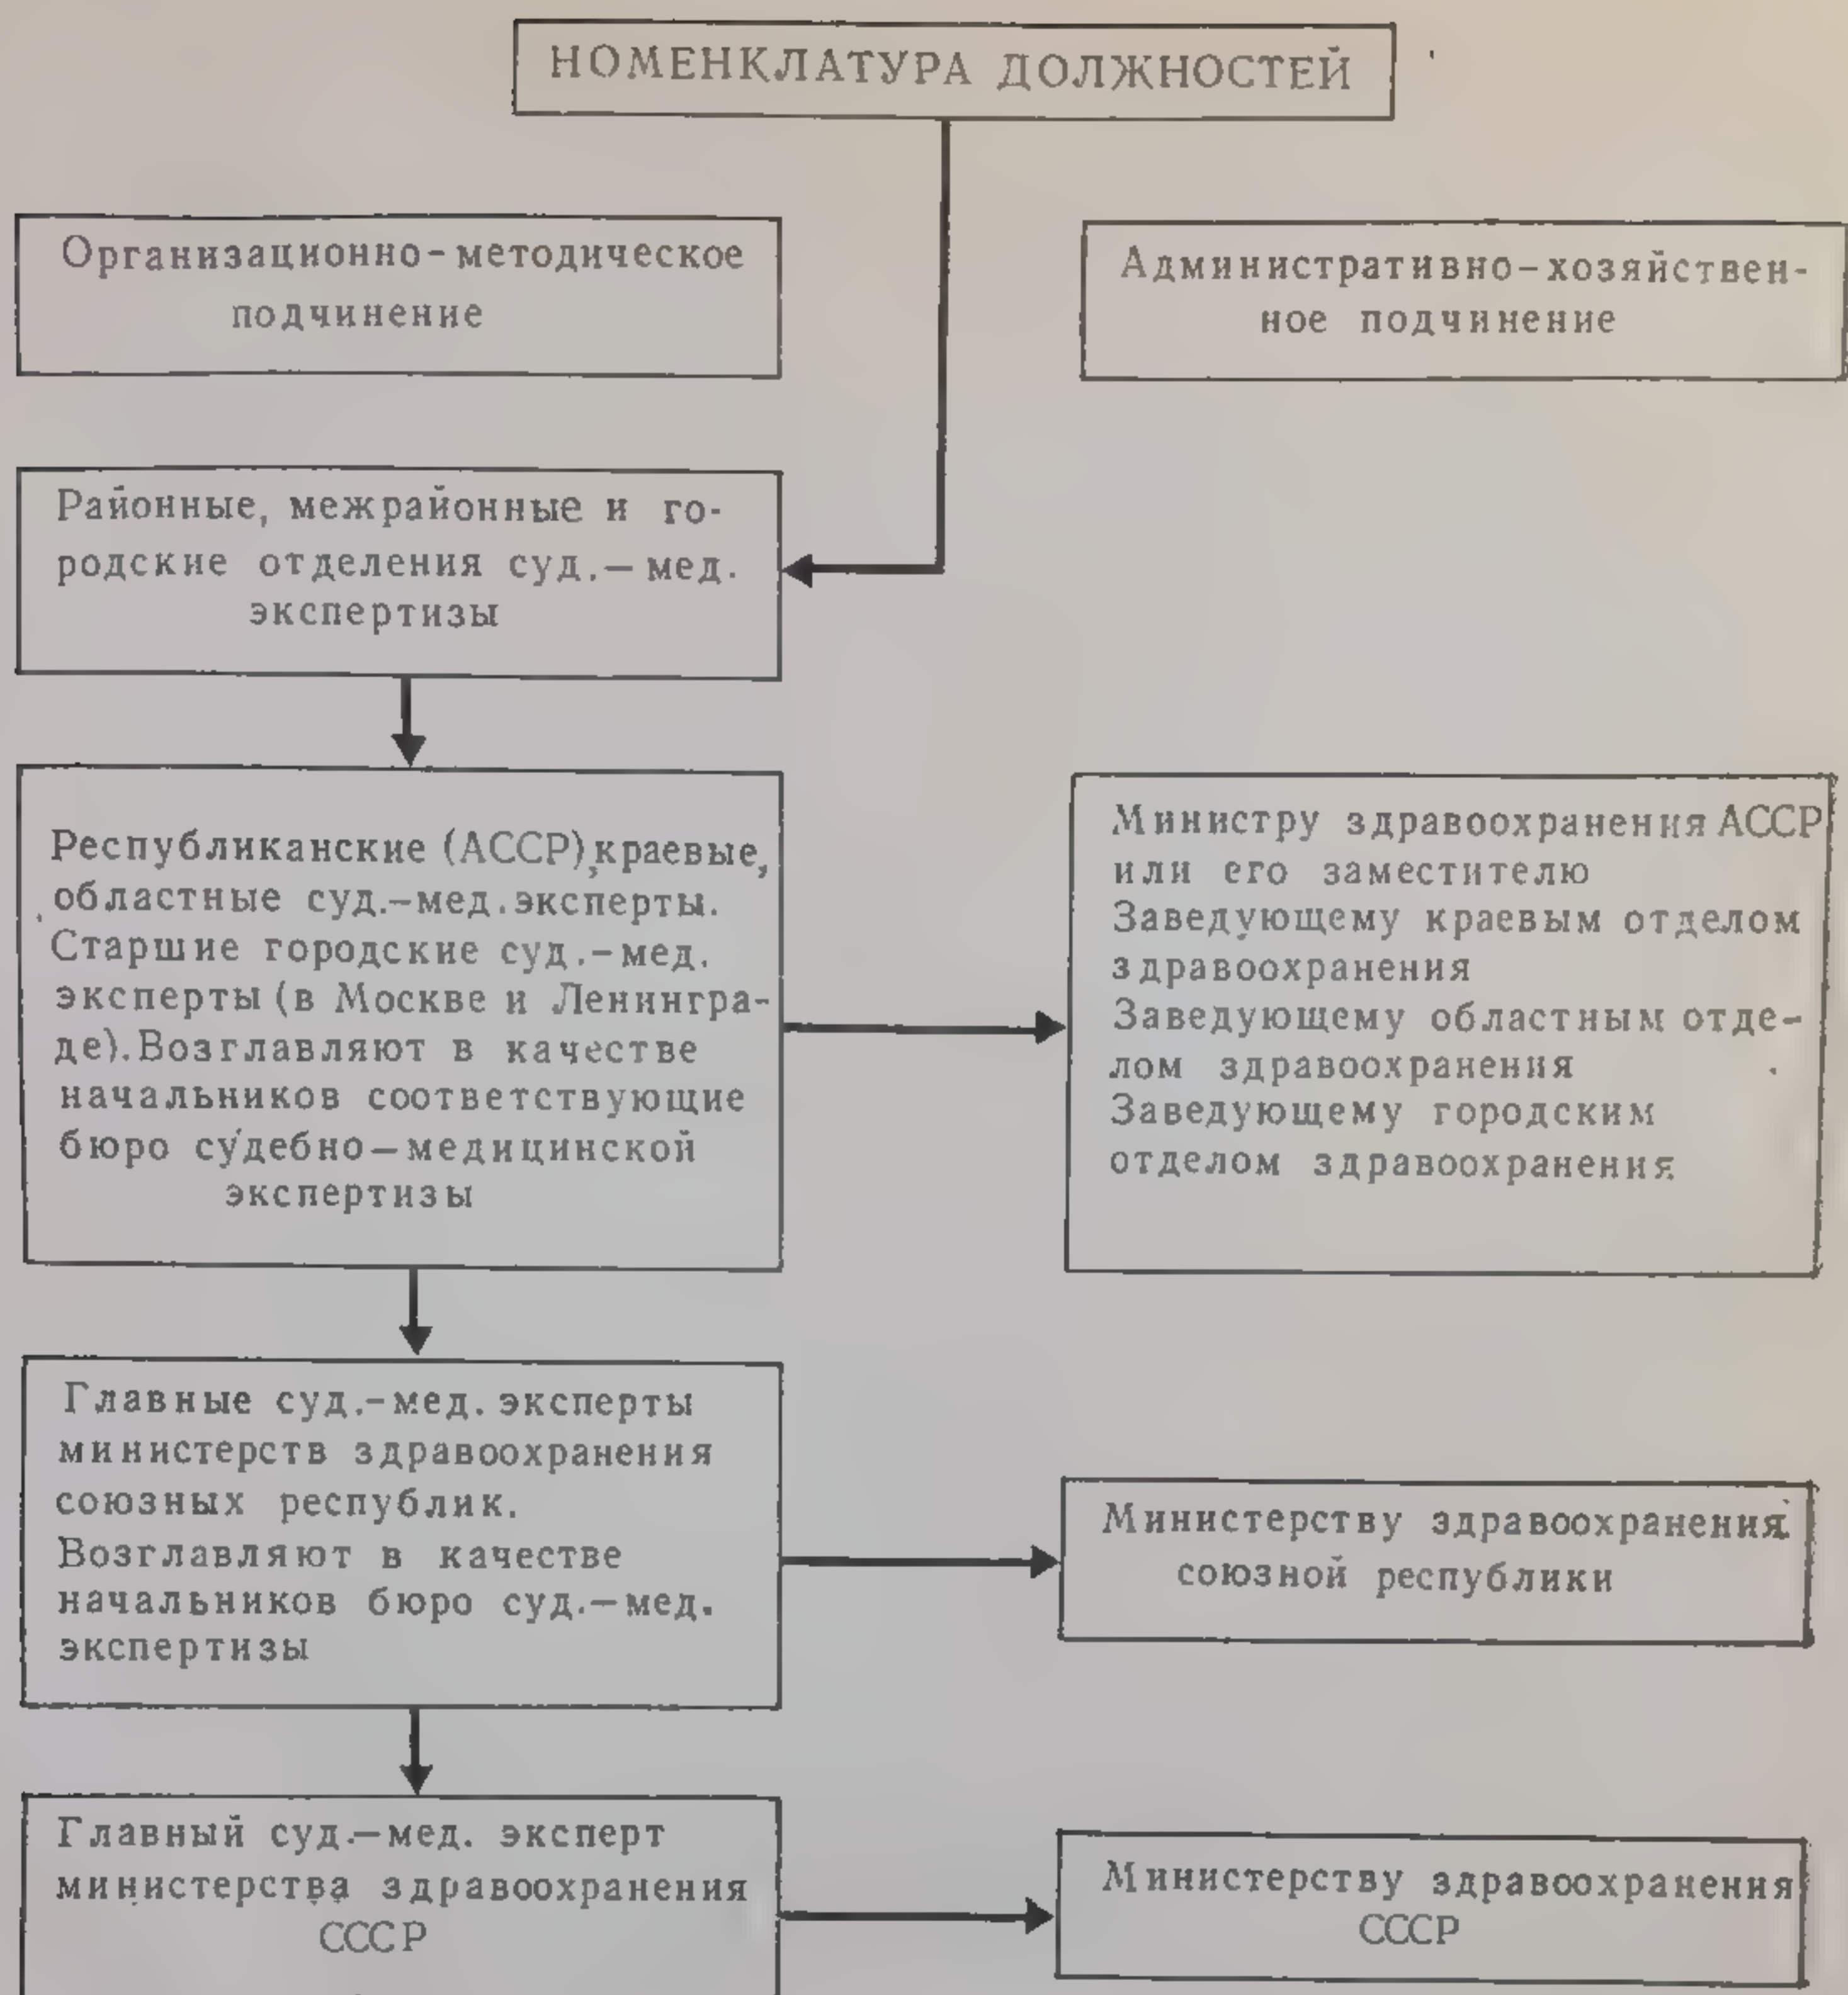 НОМЕНКЛАТУРА ДОЛЖНОСТЕЙ
Организационно-методическое
подчинение
Административно-хозяйствен-
ное подчинение
Районные, межрайонные и го-
родские отделения суд.-мед.
экспертизы
Республиканские (АССР), краевые,
областные суд.-мед. эксперты.
Старшие городские суд.-мед.
эксперты (в Москве и Ленингра-
де). Возглавляют в качестве
начальников соответствующие
бюро судебно-медицинской
экспертизы
Министру здравоохранения АССР
или его заместителю
Заведующему краевым отделом
здравоохранения
Заведующему областным отде-
лом здравоохранения
Заведующему городским
отделом здравоохранения
Главные суд.-мед. эксперты
министерств здравоохранения
союзных республик.
Возглавляют в качестве
начальников бюро суд.-мед.
экспертизы
Министерству здравоохранения
союзной республики
Главный суд.-мед. эксперт
министерства здравоохранения
СССР
Министерству здравоохранения
СССР